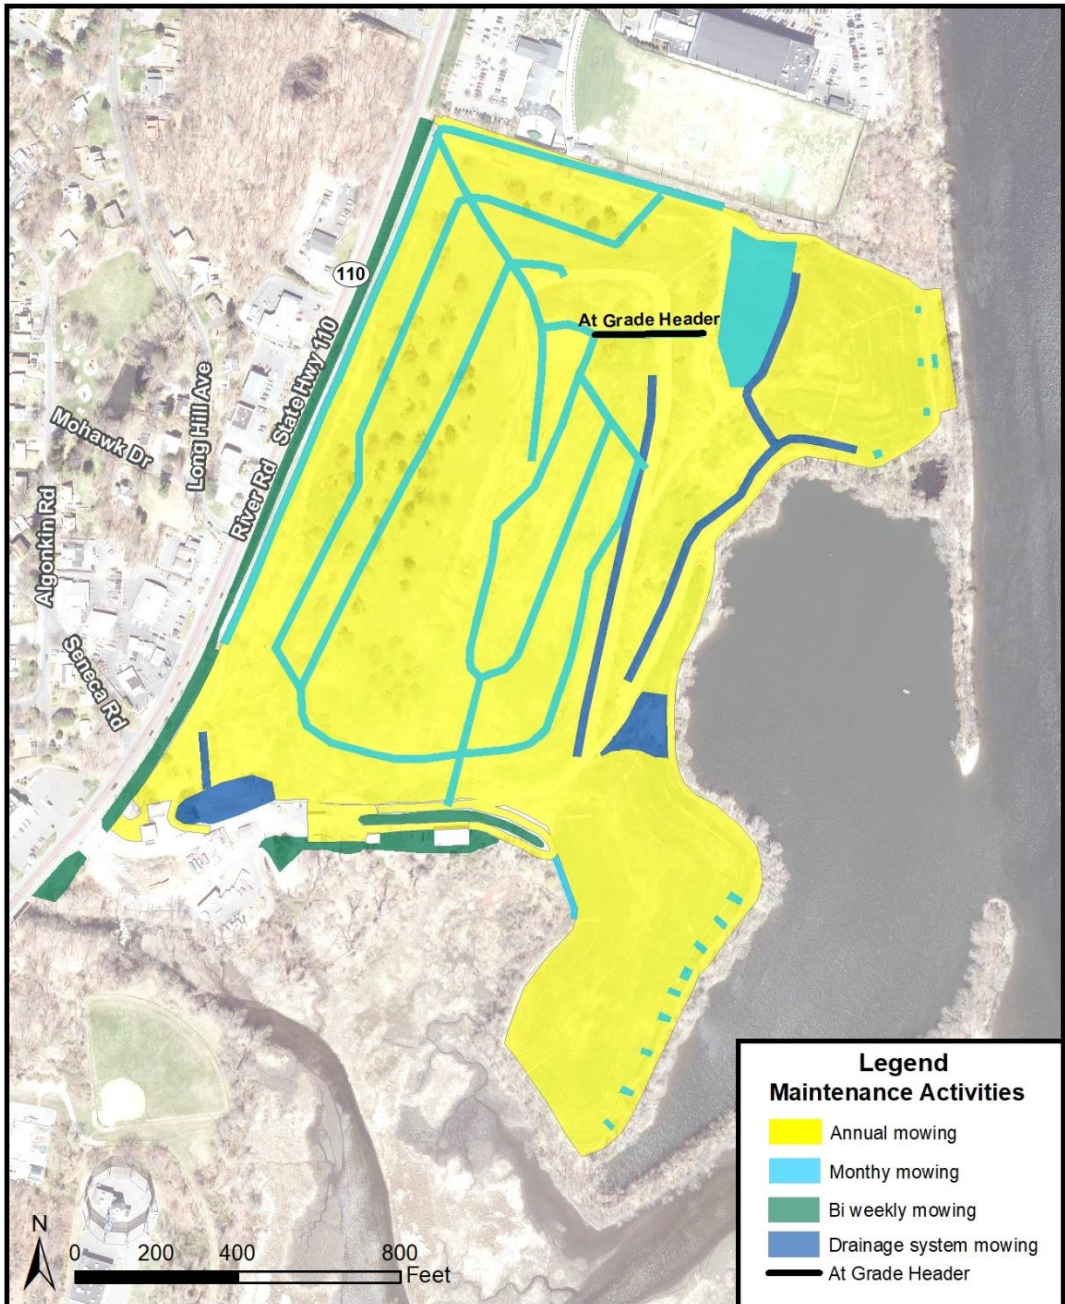 110
At Grade Header
State Hwy 110
River Rd
Long Hill Ave
Mohawk Dr
Algonkin Rd
Seneca Rd
Legend
Maintenance Activities
Annual mowing
Monthy mowing
Bi weekly mowing
Drainage system mowing
At Grade Header
N
0 200 400 800
Feet